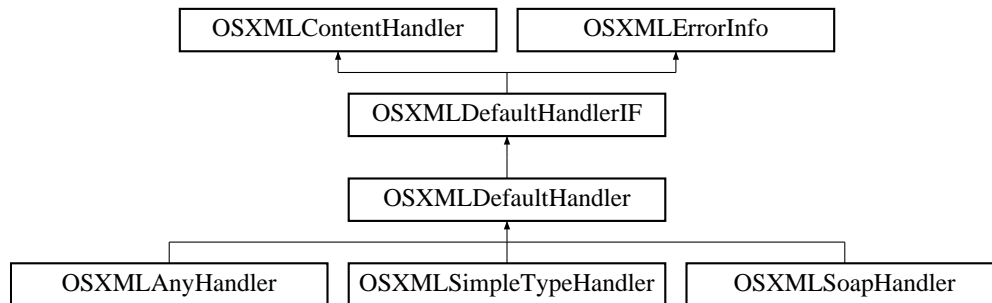 OSXMLContentHandler
OSXMLErrorInfo
OSXMLDefaultHandlerIF
OSXMLDefaultHandler
OSXMLAnyHandler
OSXMLSimpleTypeHandler
OSXMLSoapHandler